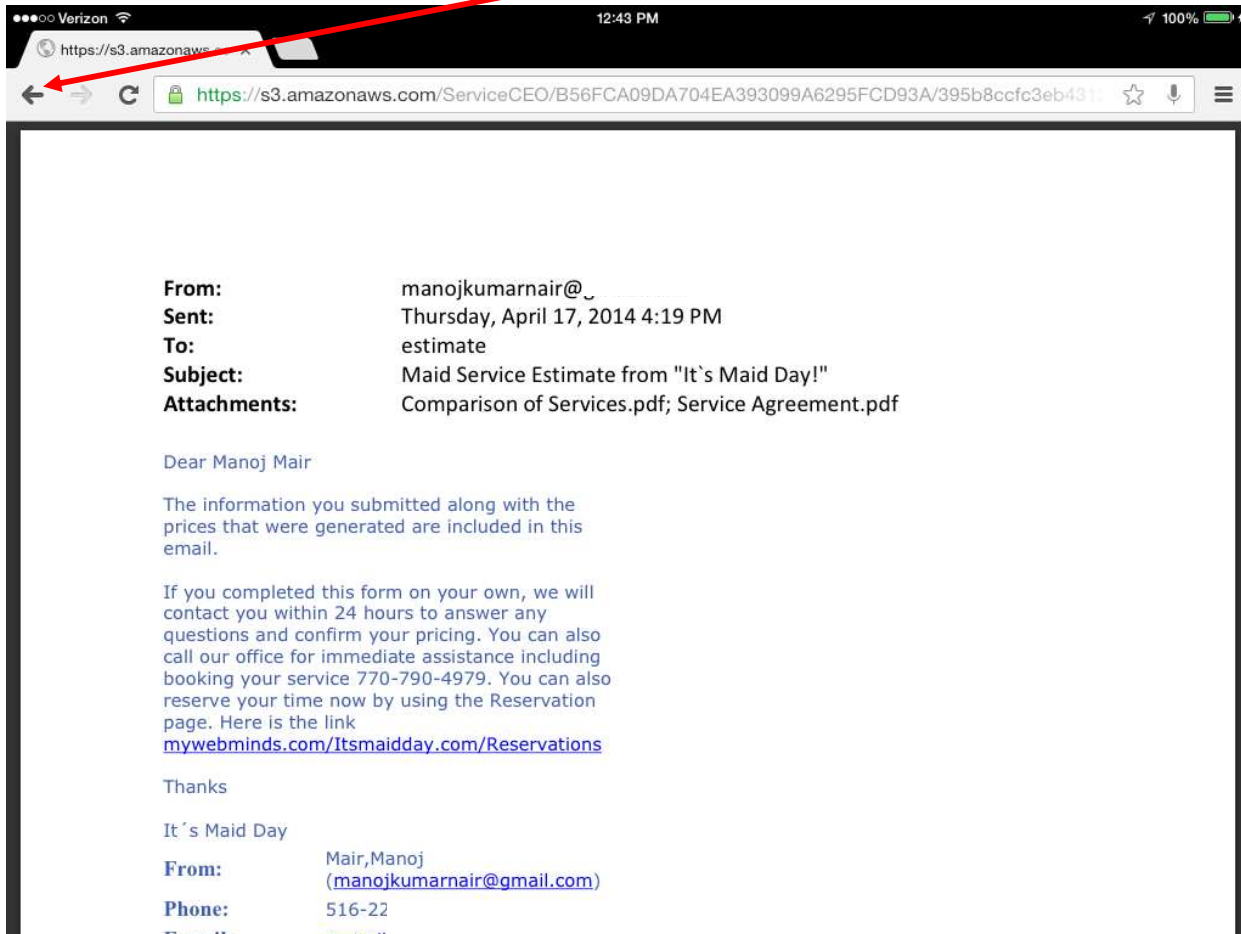 Verizon 12:43 PM 100%
https://s3.amazonaws
https://s3.amazonaws.com/ServiceCEO/B56FCA09DA704EA393099A6295FCD93A/395b8ccfc3eb431
From: manojkumarnair@
Sent: Thursday, April 17, 2014 4:19 PM
To: estimate
Subject: Maid Service Estimate from "It`s Maid Day!"
Attachments: Comparison of Services.pdf; Service Agreement.pdf
Dear Manoj Mair
The information you submitted along with the
prices that were generated are included in this
email.
If you completed this form on your own, we will
contact you within 24 hours to answer any
questions and confirm your pricing. You can also
call our office for immediate assistance including
booking your service 770-790-4979. You can also
reserve your time now by using the Reservation
page. Here is the link
mywebminds.com/Itsmaidday.com/Reservations
Thanks
It´s Maid Day
From: Mair,Manoj
(manojkumarnair@gmail.com)
Phone: 516-22